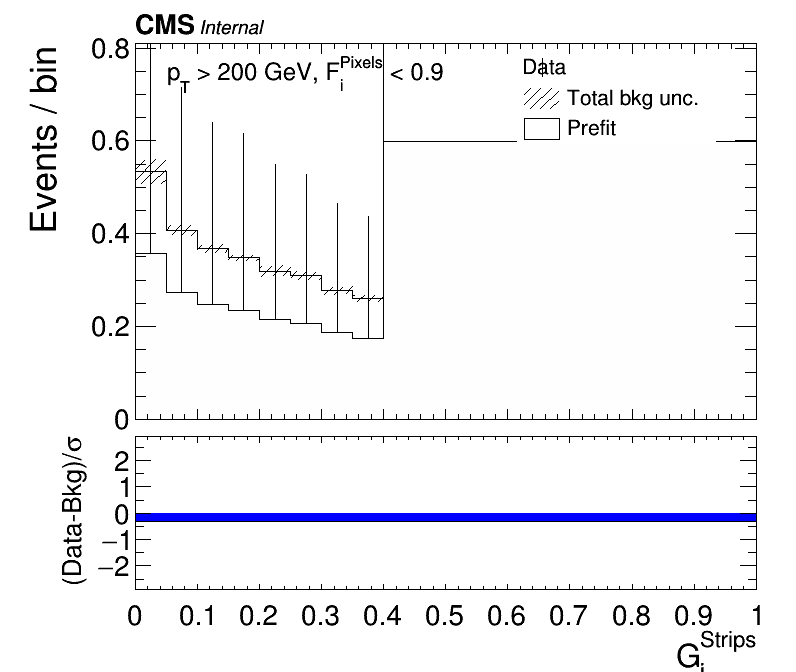 CMS Internal
p_T > 200 GeV, F_i^Pixels < 0.9
Data
Total bkg unc.
Prefit
Events / bin
0.8
0.6
0.4
0.2
0
(Data-Bkg)/σ
2
1
0
−1
−2
0 0.1 0.2 0.3 0.4 0.5 0.6 0.7 0.8 0.9 1
G_i^Strips